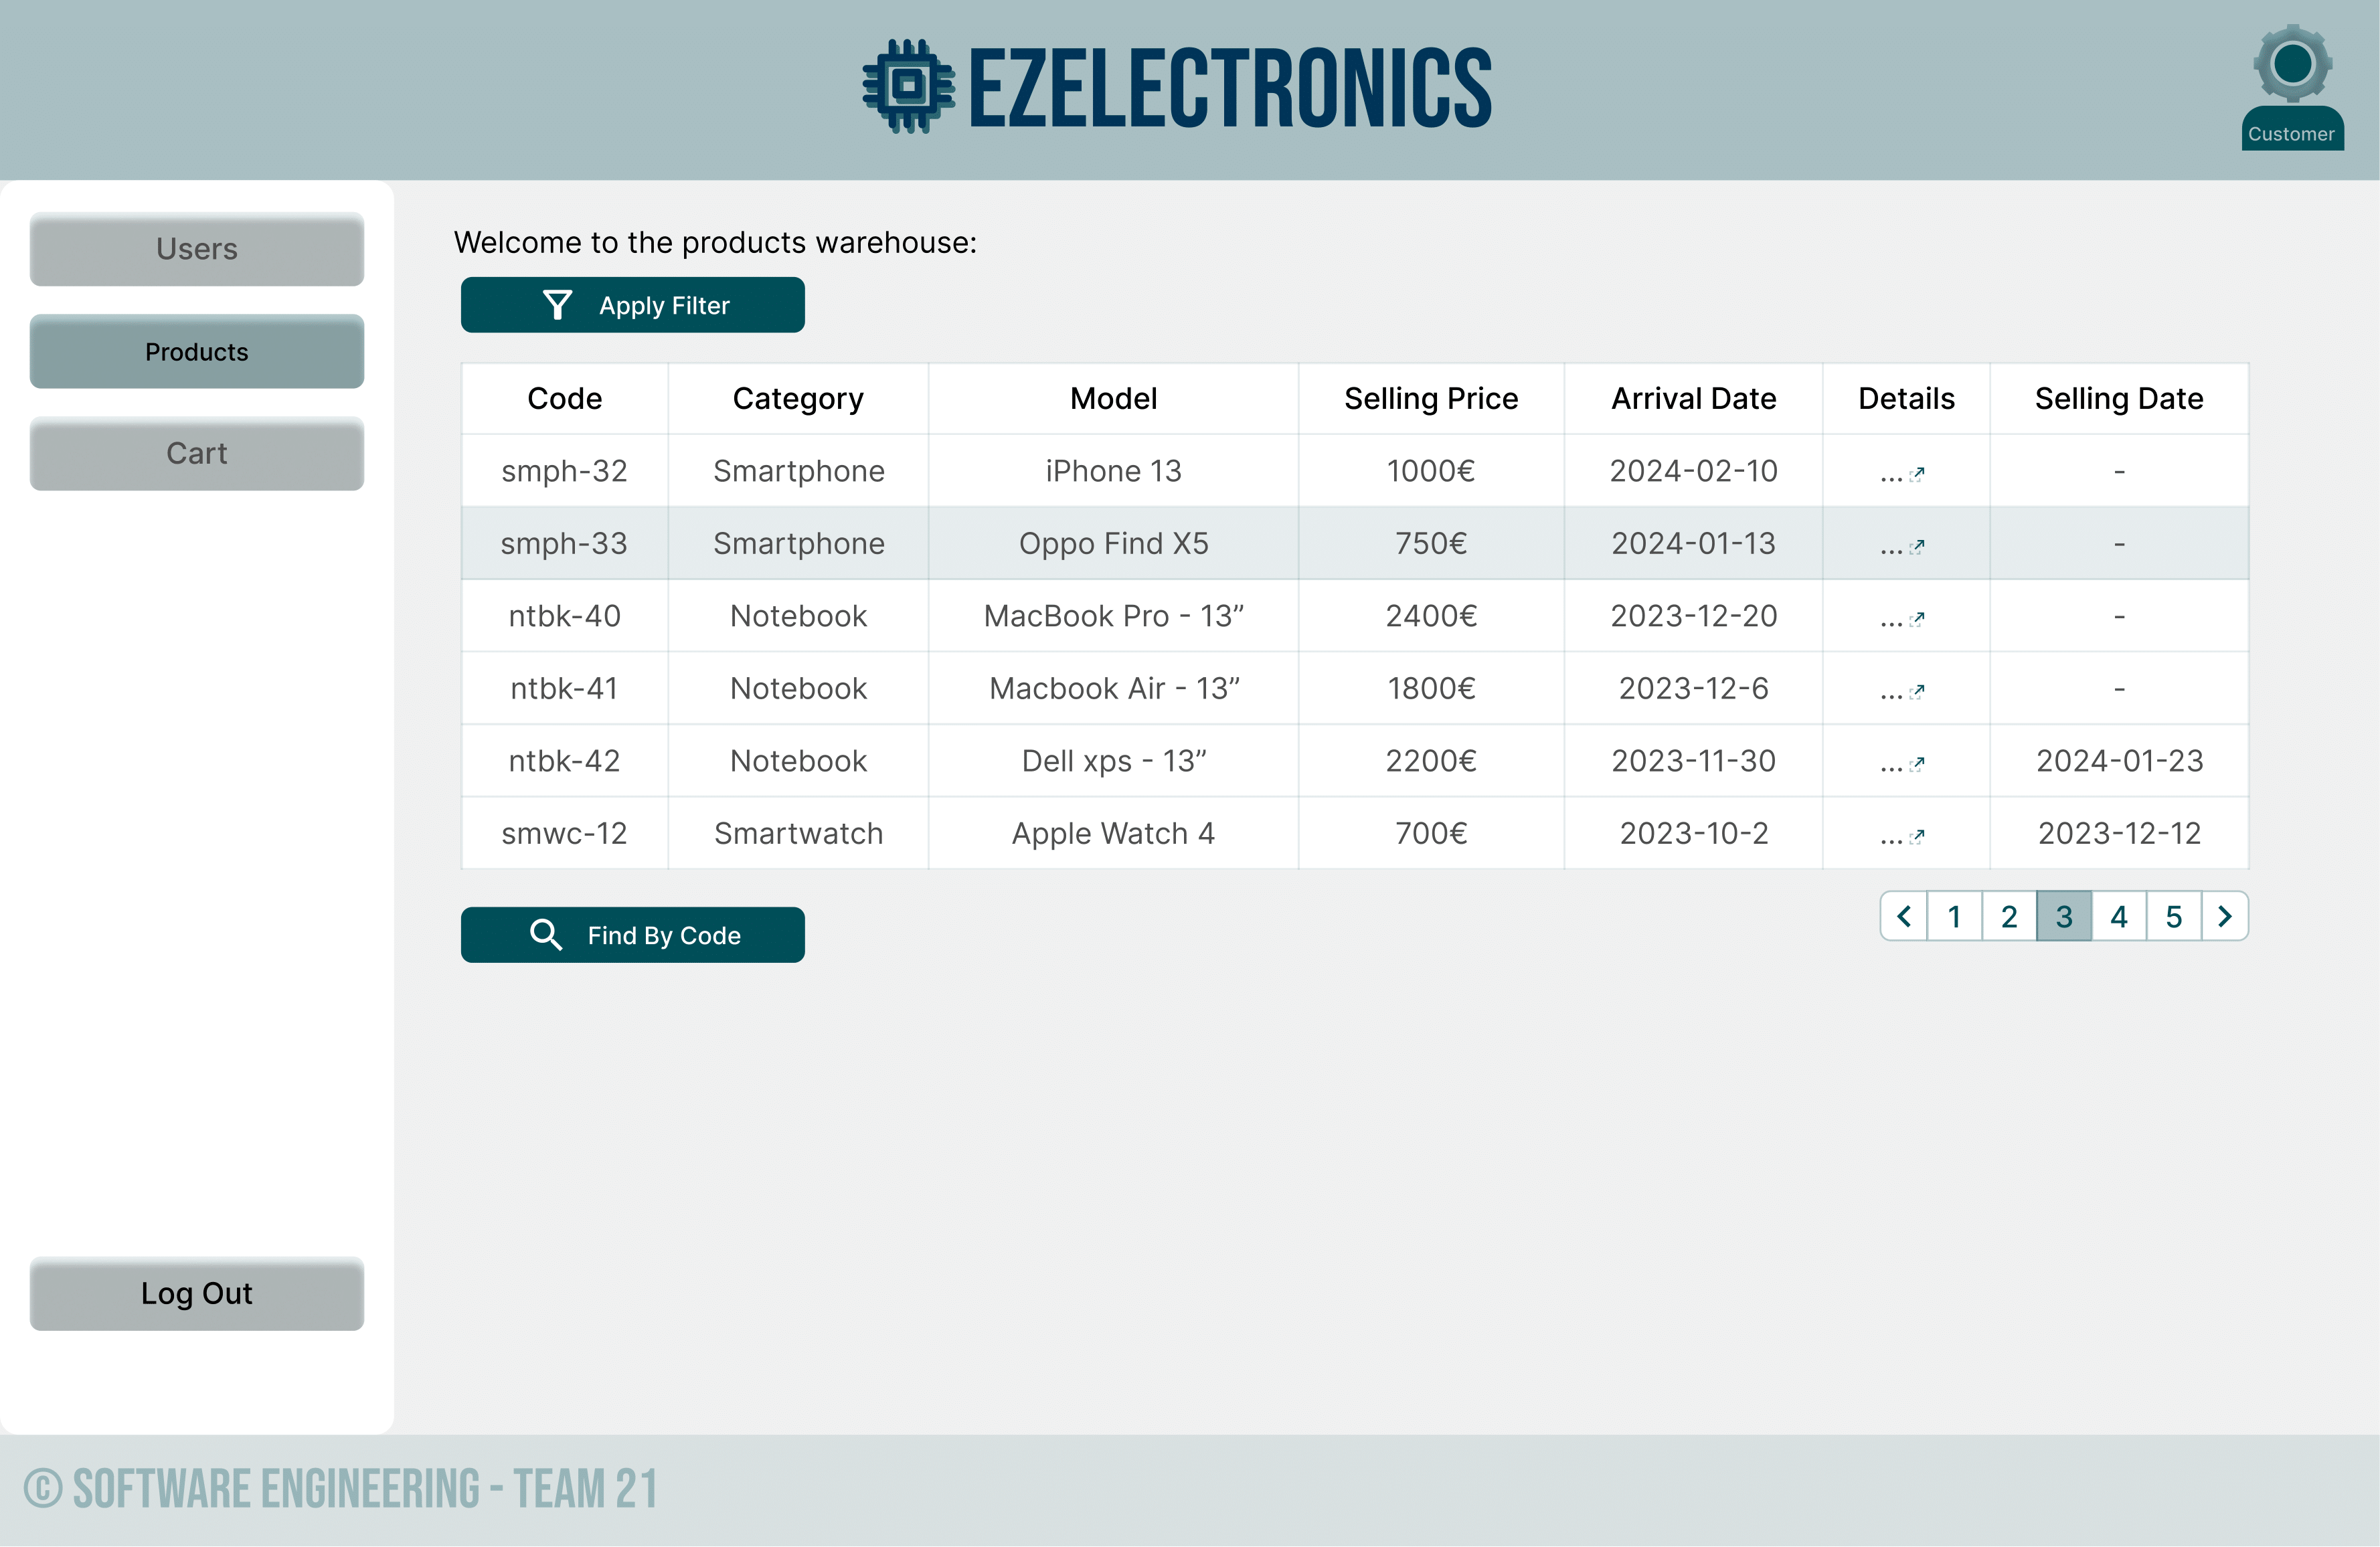 EZELECTRONICS
Customer
Users
Products
Cart
Log Out
Welcome to the products warehouse:
Apply Filter
Code Category Model Selling Price Arrival Date Details Selling Date
smph-32 Smartphone iPhone 13 1000€ 2024-02-10 ... -
smph-33 Smartphone Oppo Find X5 750€ 2024-01-13 ... -
ntbk-40 Notebook MacBook Pro - 13” 2400€ 2023-12-20 ... -
ntbk-41 Notebook Macbook Air - 13” 1800€ 2023-12-6 ... -
ntbk-42 Notebook Dell xps - 13” 2200€ 2023-11-30 ... 2024-01-23
smwc-12 Smartwatch Apple Watch 4 700€ 2023-10-2 ... 2023-12-12
1 2 3 4 5
Find By Code
© SOFTWARE ENGINEERING - TEAM 21